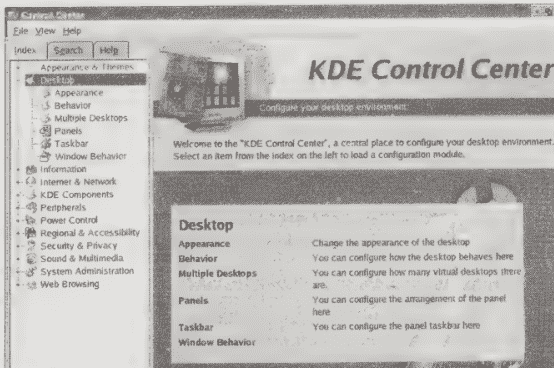 Control Center
File View Help
Index Search Help
Appearance & Themes
Desktop
Appearance
Behavior
Multiple Desktops
Panels
Taskbar
Window Behavior
Information
Internet & Network
KDE Components
Peripherals
Power Control
Regional & Accessibility
Security & Privacy
Sound & Multimedia
System Administration
Web Browsing
KDE Control Center
Configure your desktop environment.
Welcome to the "KDE Control Center", a central place to configure your desktop environment.
Select an item from the index on the left to load a configuration module.
Desktop
Appearance Change the appearance of the desktop
Behavior You can configure how the desktop behaves here
Multiple Desktops You can configure how many virtual desktops there
are.
Panels You can configure the arrangement of the panel
here
Taskbar You can configure the panel taskbar here
Window Behavior